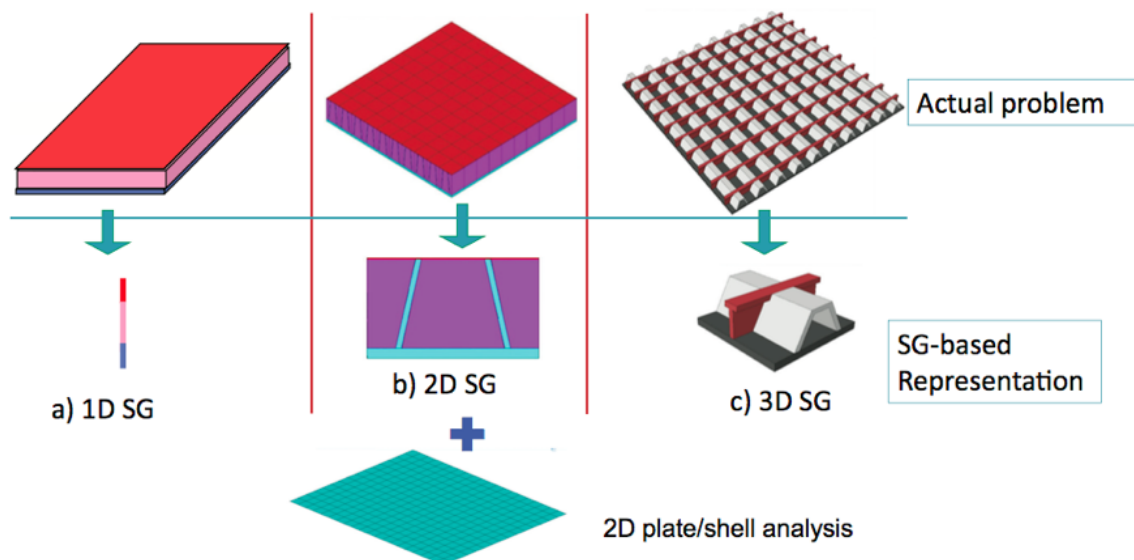 Actual problem
a) 1D SG
b) 2D SG
c) 3D SG
SG-based
Representation
2D plate/shell analysis